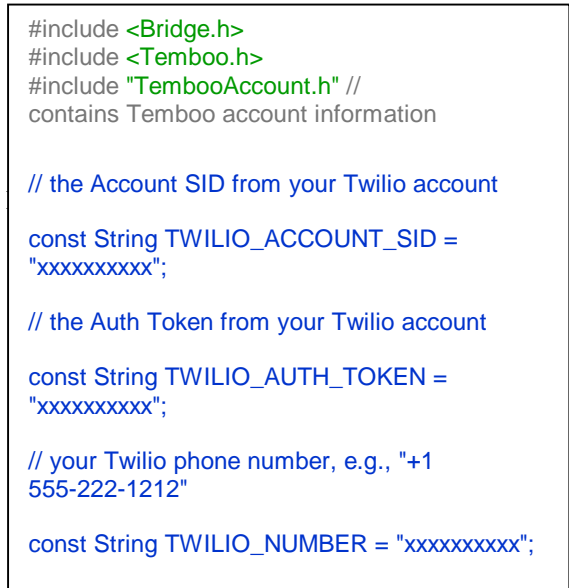 #include <Bridge.h>
#include <Temboo.h>
#include "TembooAccount.h" //
contains Temboo account information
// the Account SID from your Twilio account
const String TWILIO_ACCOUNT_SID =
"xxxxxxxxxx";
// the Auth Token from your Twilio account
const String TWILIO_AUTH_TOKEN =
"xxxxxxxxxx";
// your Twilio phone number, e.g., "+1
555-222-1212"
const String TWILIO_NUMBER = "xxxxxxxxxx";